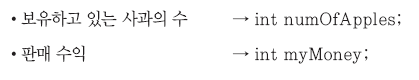 • 보유하고 있는 사과의 수 → int numOfApples;
• 판매 수익 → int myMoney;